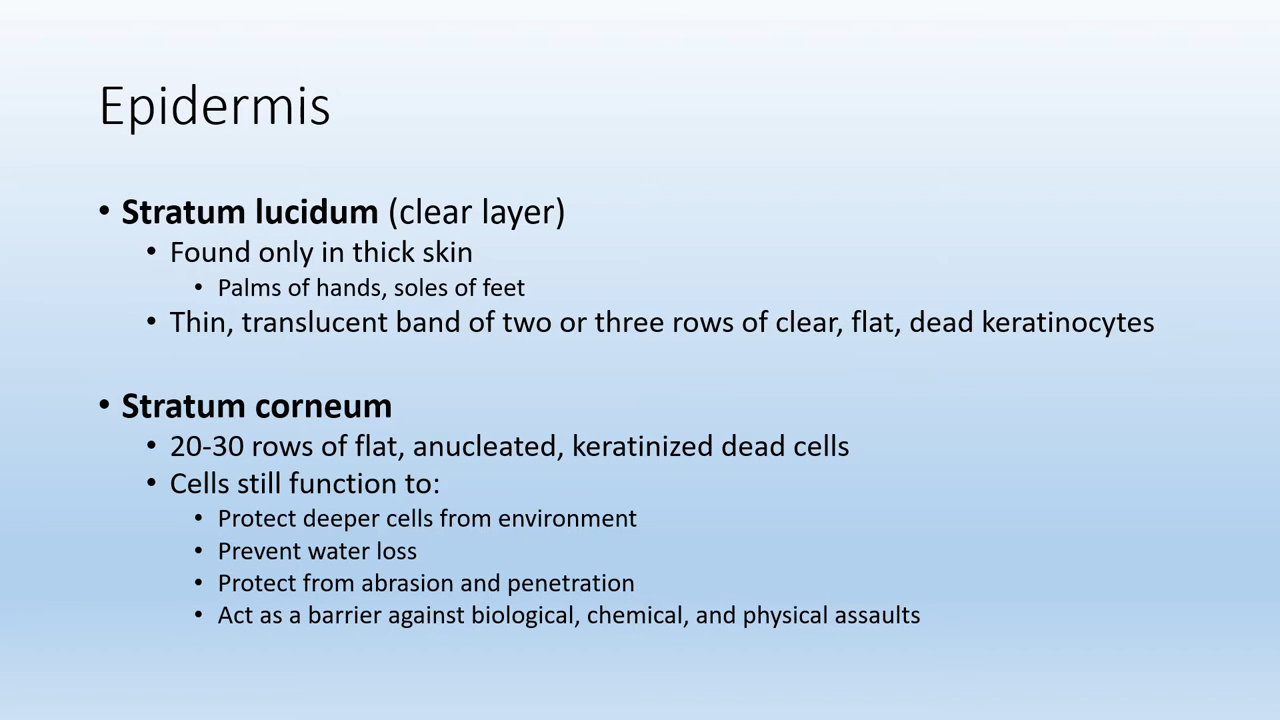 Epidermis
• Stratum lucidum (clear layer)
• Found only in thick skin
• Palms of hands, soles of feet
• Thin, translucent band of two or three rows of clear, flat, dead keratinocytes
• Stratum corneum
• 20-30 rows of flat, anucleated, keratinized dead cells
• Cells still function to:
• Protect deeper cells from environment
• Prevent water loss
• Protect from abrasion and penetration
• Act as a barrier against biological, chemical, and physical assaults